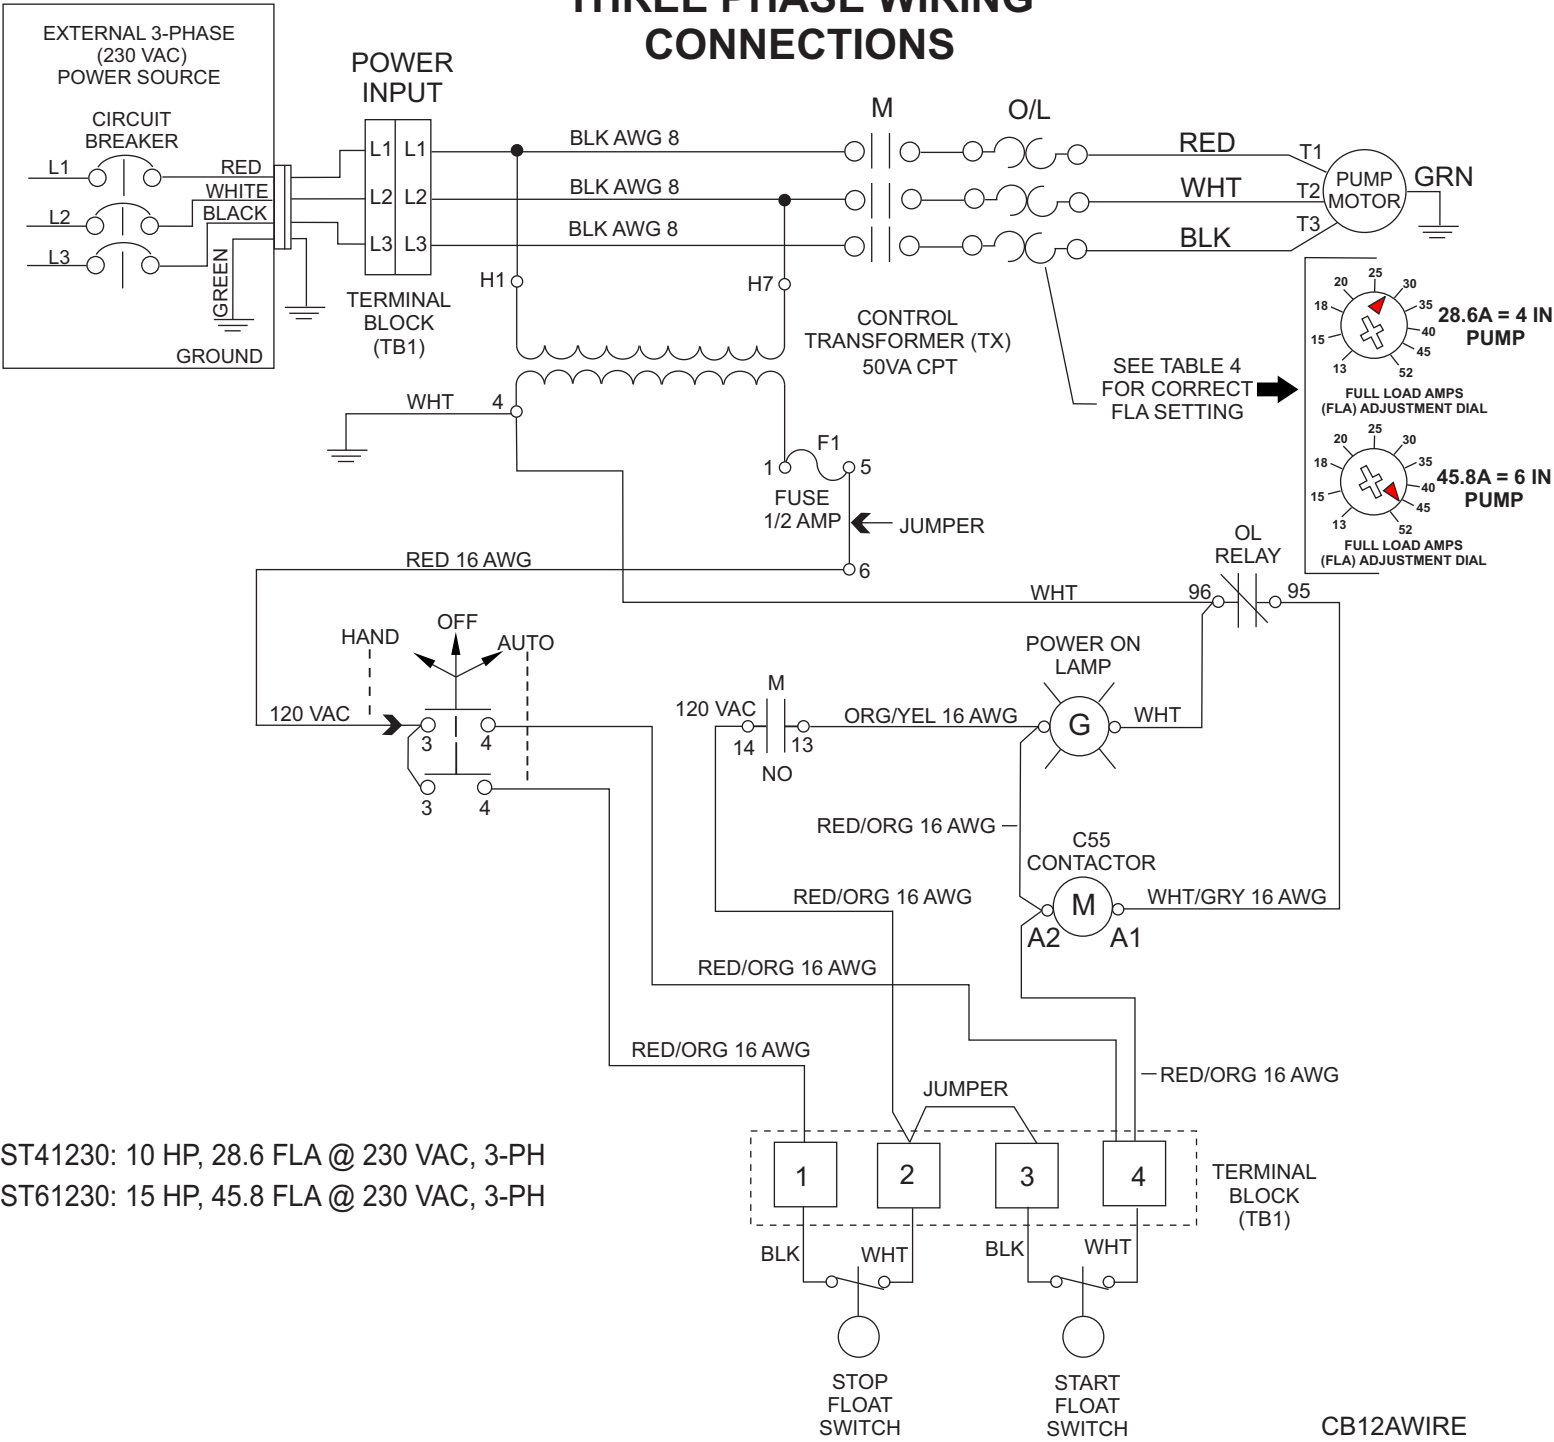 THREE PHASE WIRING
CONNECTIONS
EXTERNAL 3-PHASE
(230 VAC)
POWER SOURCE
CIRCUIT
BREAKER
L1
L2
L3
RED
WHITE
BLACK
GREEN
GROUND
POWER
INPUT
L1 L1
L2 L2
L3 L3
TERMINAL
BLOCK
(TB1)
BLK AWG 8
BLK AWG 8
BLK AWG 8
M
O/L
RED
WHT
BLK
T1
T2
T3
PUMP
MOTOR
GRN
H1
H7
CONTROL
TRANSFORMER (TX)
50VA CPT
SEE TABLE 4
FOR CORRECT
FLA SETTING
13
15
18
20
25
30
35
40
45
52
28.6A = 4 IN
PUMP
FULL LOAD AMPS
(FLA) ADJUSTMENT DIAL
13
15
18
20
25
30
35
40
45
52
45.8A = 6 IN
PUMP
FULL LOAD AMPS
(FLA) ADJUSTMENT DIAL
WHT
4
F1
1
5
FUSE
1/2 AMP
JUMPER
6
RED 16 AWG
WHT
OL
RELAY
96
95
HAND
OFF
AUTO
120 VAC
3
4
3
4
M
120 VAC
14
13
NO
ORG/YEL 16 AWG
POWER ON
LAMP
G
WHT
RED/ORG 16 AWG
C55
CONTACTOR
M
A2
A1
WHT/GRY 16 AWG
RED/ORG 16 AWG
RED/ORG 16 AWG
RED/ORG 16 AWG
RED/ORG 16 AWG
JUMPER
1
2
3
4
TERMINAL
BLOCK
(TB1)
ST41230: 10 HP, 28.6 FLA @ 230 VAC, 3-PH
ST61230: 15 HP, 45.8 FLA @ 230 VAC, 3-PH
BLK
WHT
BLK
WHT
STOP
FLOAT
SWITCH
START
FLOAT
SWITCH
CB12AWIRE